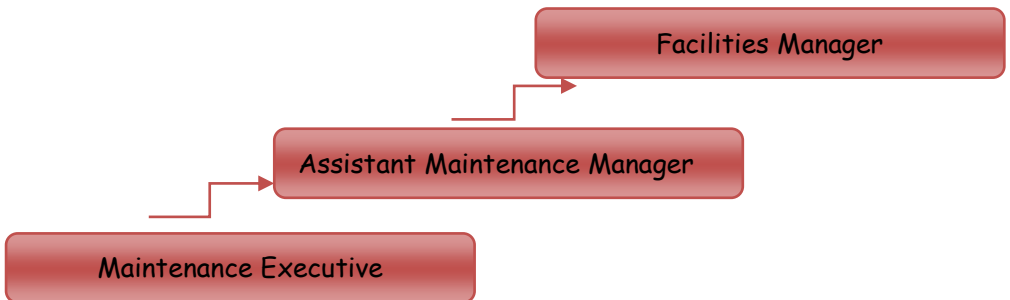 Facilities Manager
Assistant Maintenance Manager
Maintenance Executive